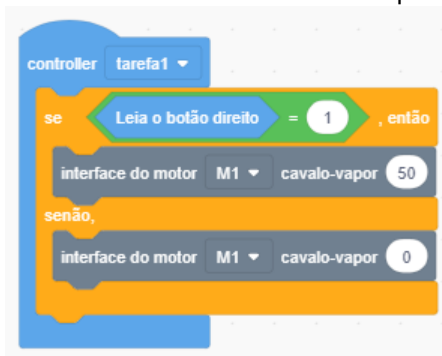 controller tarefa1
se Leia o botão direito = 1 , então
interface do motor M1 cavalo-vapor 50
senão,
interface do motor M1 cavalo-vapor 0